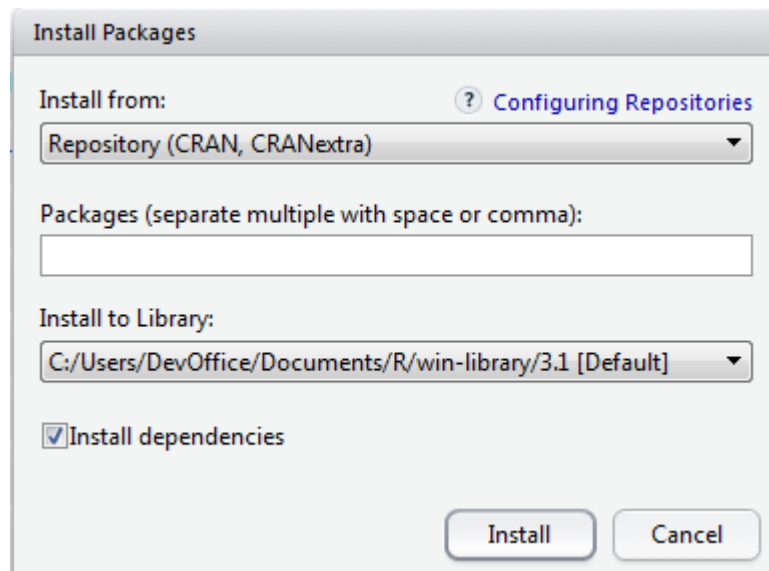 Install Packages
Install from:
? Configuring Repositories
Repository (CRAN, CRANextra)
Packages (separate multiple with space or comma):
Install to Library:
C:/Users/DevOffice/Documents/R/win-library/3.1 [Default]
Install dependencies
Install Cancel